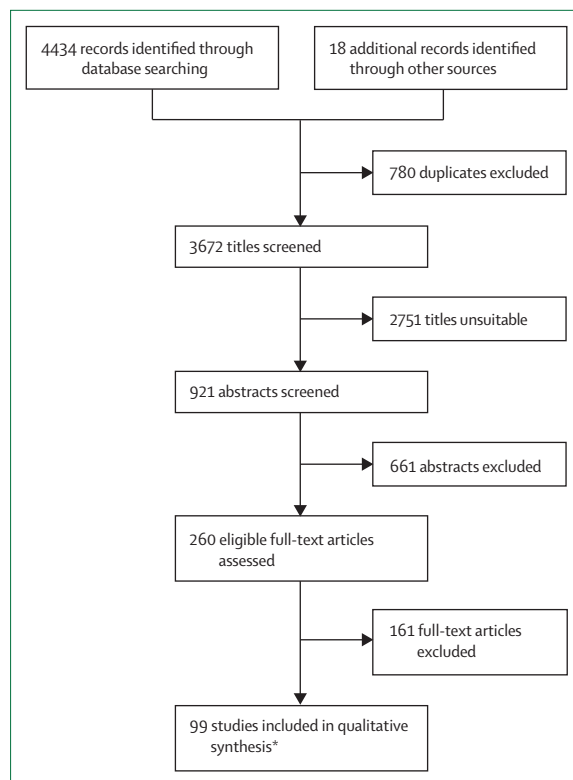 4434 records identified through
database searching
18 additional records identified
through other sources
780 duplicates excluded
3672 titles screened
2751 titles unsuitable
921 abstracts screened
661 abstracts excluded
260 eligible full-text articles
assessed
161 full-text articles
excluded
99 studies included in qualitative
synthesis*